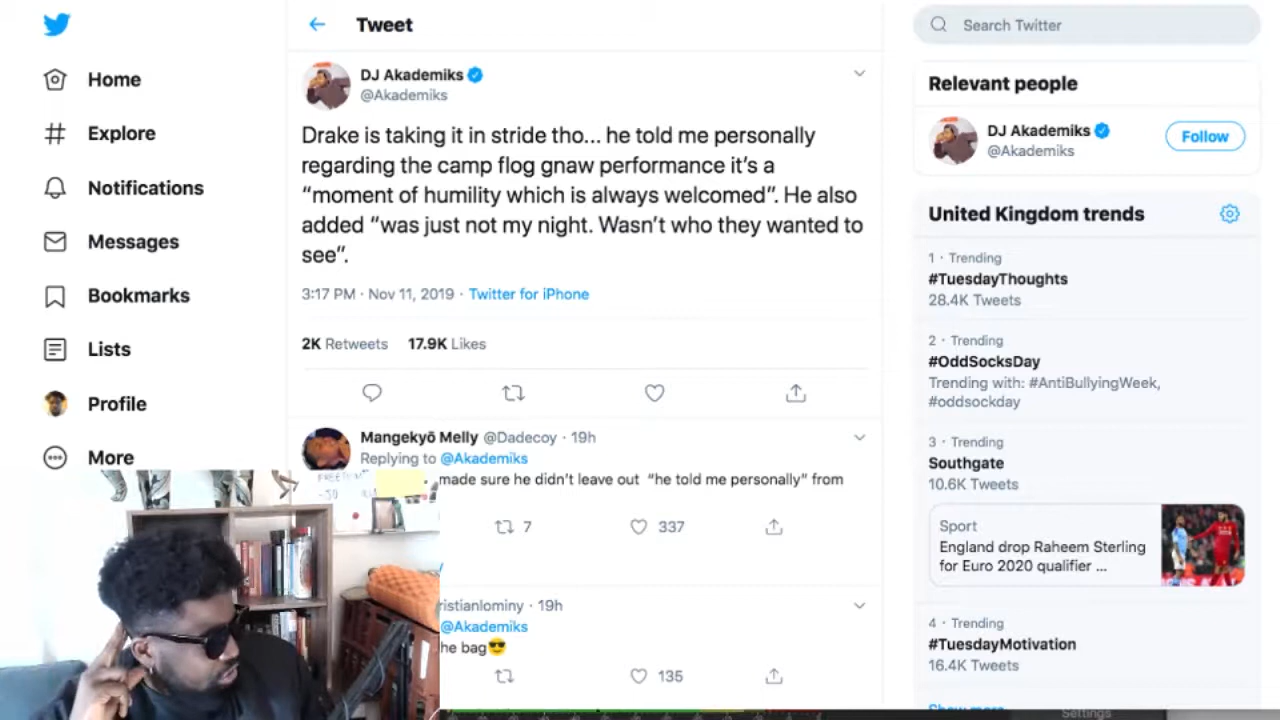 Home
Explore
Notifications
Messages
Bookmarks
Lists
Profile
More
Tweet
DJ Akademiks
@Akademiks
Drake is taking it in stride tho... he told me personally
regarding the camp flog gnaw performance it's a
“moment of humility which is always welcomed”. He also
added “was just not my night. Wasn't who they wanted to
see”.
3:17 PM · Nov 11, 2019 · Twitter for iPhone
2K Retweets 17.9K Likes
Mangekyō Melly @Dadecoy · 19h
Replying to @Akademiks
made sure he didn't leave out “he told me personally” from
7 337
ristianlominy · 19h
@Akademiks
he bag😎
135
Search Twitter
Relevant people
DJ Akademiks
@Akademiks
Follow
United Kingdom trends
1 · Trending
#TuesdayThoughts
28.4K Tweets
2 · Trending
#OddSocksDay
Trending with: #AntiBullyingWeek,
#oddsockday
3 · Trending
Southgate
10.6K Tweets
Sport
England drop Raheem Sterling
for Euro 2020 qualifier ...
4 · Trending
#TuesdayMotivation
16.4K Tweets
Show more
Settings